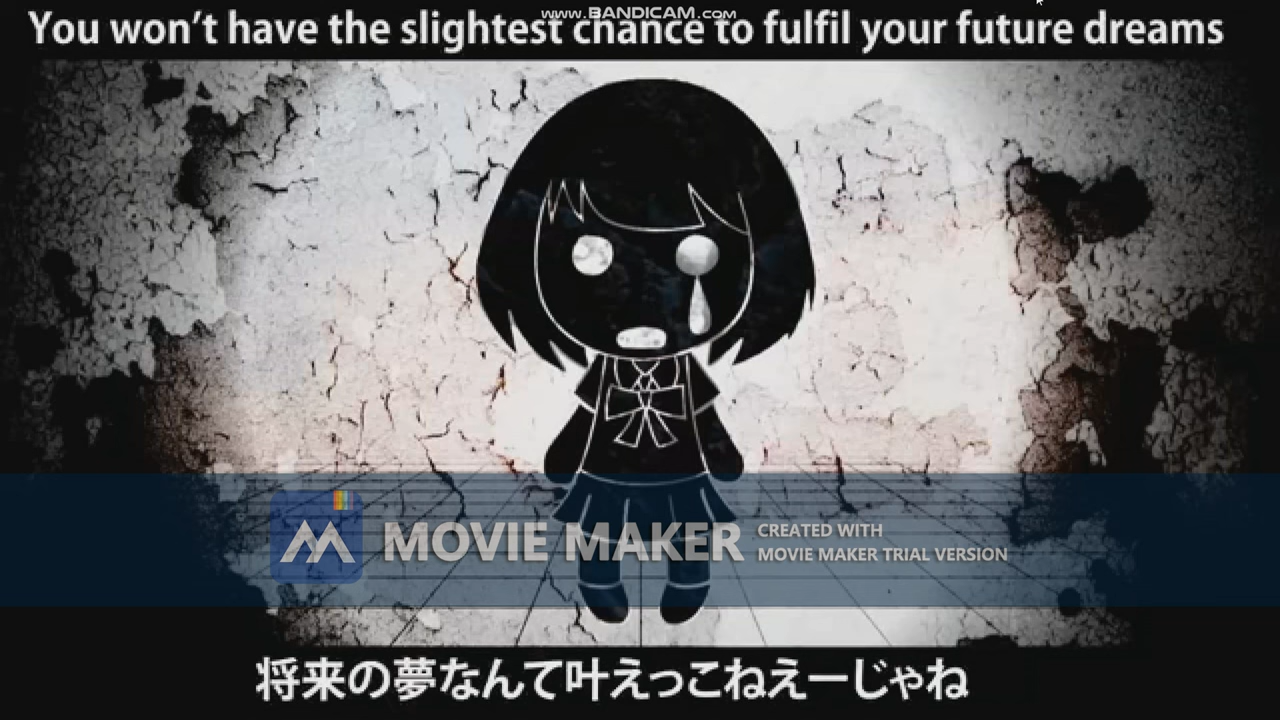 www.BANDICAM.com
You won't have the slightest chance to fulfil your future dreams
MOVIE MAKER
CREATED WITH
MOVIE MAKER TRIAL VERSION
将来の夢なんて叶えっこねえーじゃね